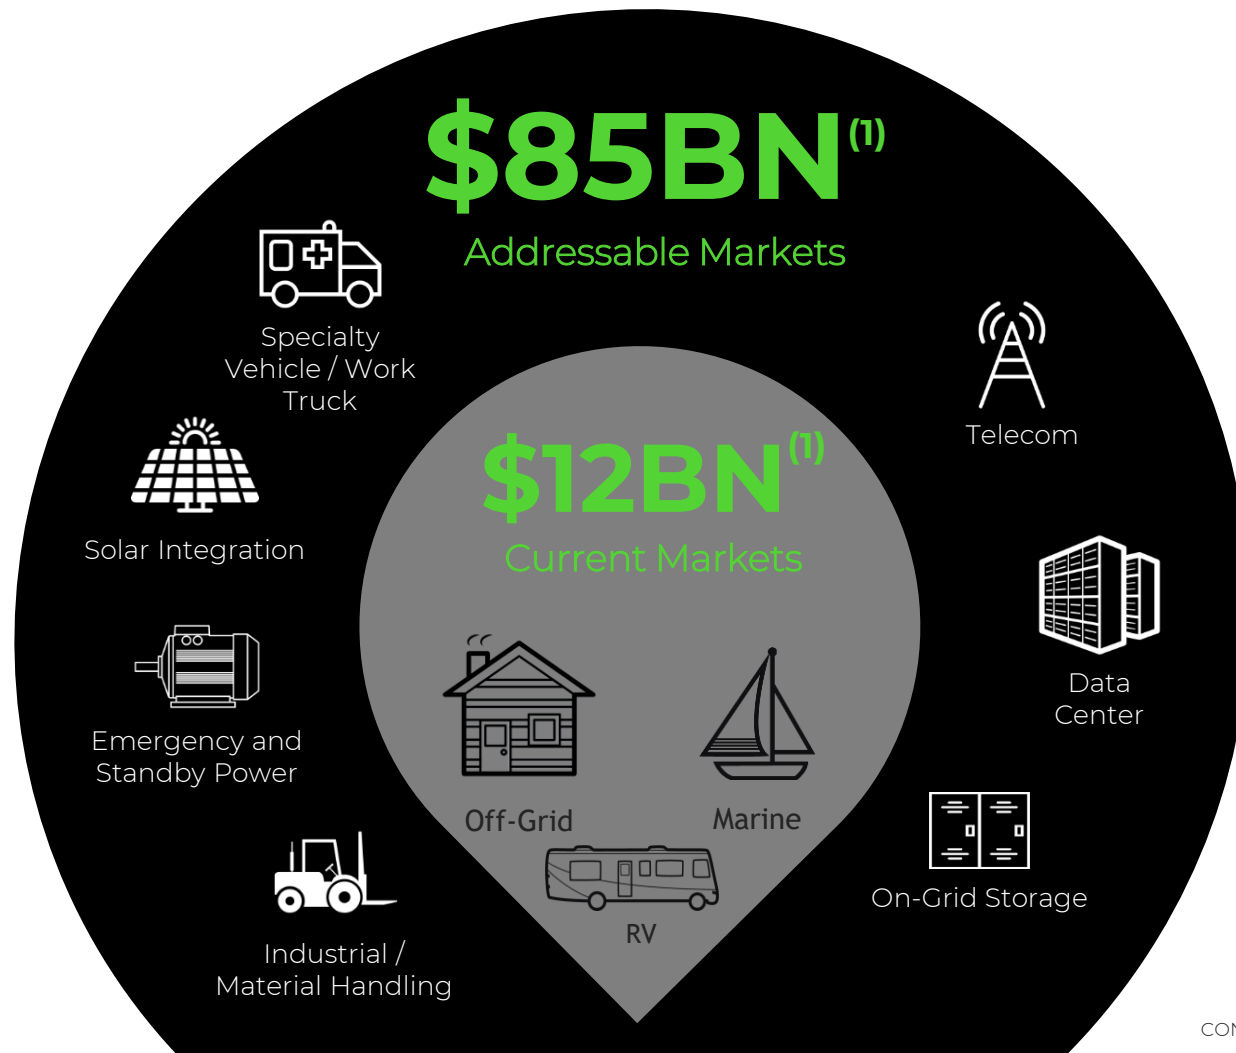 $85BN(1)
Addressable Markets
Specialty
Vehicle / Work
Truck
Telecom
Solar Integration
$12BN(1)
Current Markets
Data
Center
Emergency and
Standby Power
Off-Grid
Marine
RV
On-Grid Storage
Industrial /
Material Handling